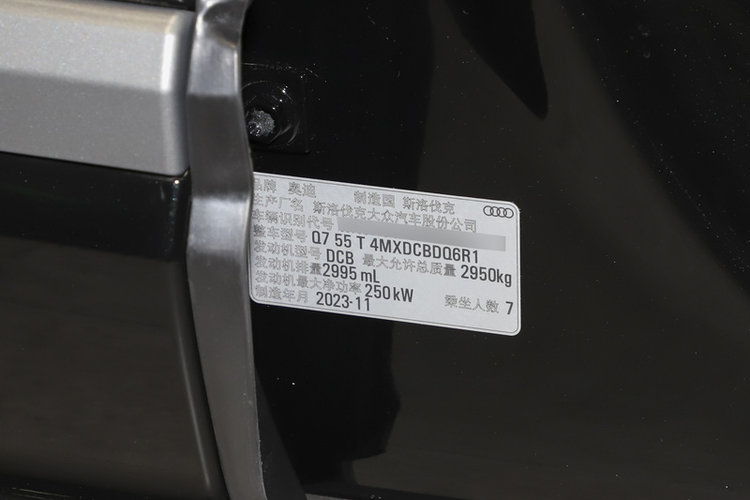 品牌 奥迪 制造国 斯洛伐克
生产厂名 斯洛伐克大众汽车股份公司
车辆识别代号
整车型号 Q7 55 T 4MXDCBDQ6R1
发动机型号 DCB 最大允许总质量 2950kg
发动机排量 2995 mL
发动机最大净功率 250 kW
制造年月 2023-11 乘坐人数 7